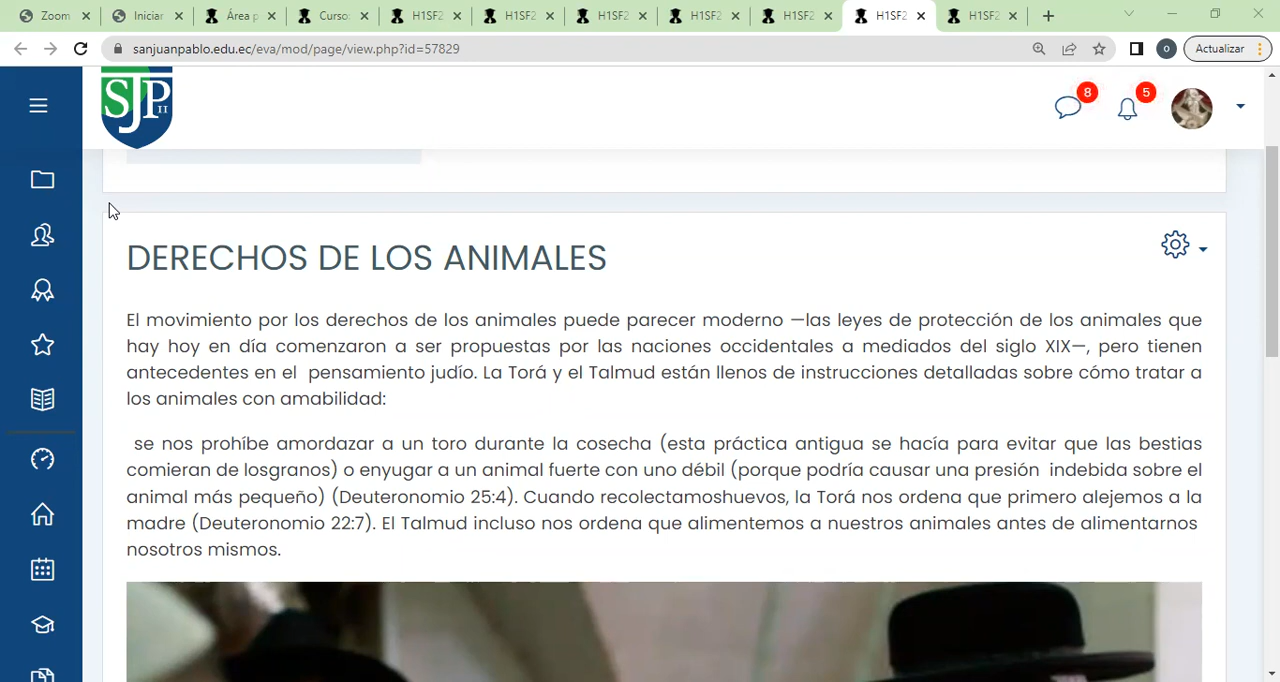 Zoom
Iniciar
Área p
Curso:
H1SF2
H1SF2
H1SF2
H1SF2
H1SF2
H1SF2
H1SF2
sanjuanpablo.edu.ec/eva/mod/page/view.php?id=57829
o
Actualizar
SJP
II
8
5
DERECHOS DE LOS ANIMALES
El movimiento por los derechos de los animales puede parecer moderno —las leyes de protección de los animales que
hay hoy en día comenzaron a ser propuestas por las naciones occidentales a mediados del siglo XIX—, pero tienen
antecedentes en el pensamiento judío. La Torá y el Talmud están llenos de instrucciones detalladas sobre cómo tratar a
los animales con amabilidad:
se nos prohíbe amordazar a un toro durante la cosecha (esta práctica antigua se hacía para evitar que las bestias
comieran de losgranos) o enyugar a un animal fuerte con uno débil (porque podría causar una presión indebida sobre el
animal más pequeño) (Deuteronomio 25:4). Cuando recolectamoshuevos, la Torá nos ordena que primero alejemos a la
madre (Deuteronomio 22:7). El Talmud incluso nos ordena que alimentemos a nuestros animales antes de alimentarnos
nosotros mismos.